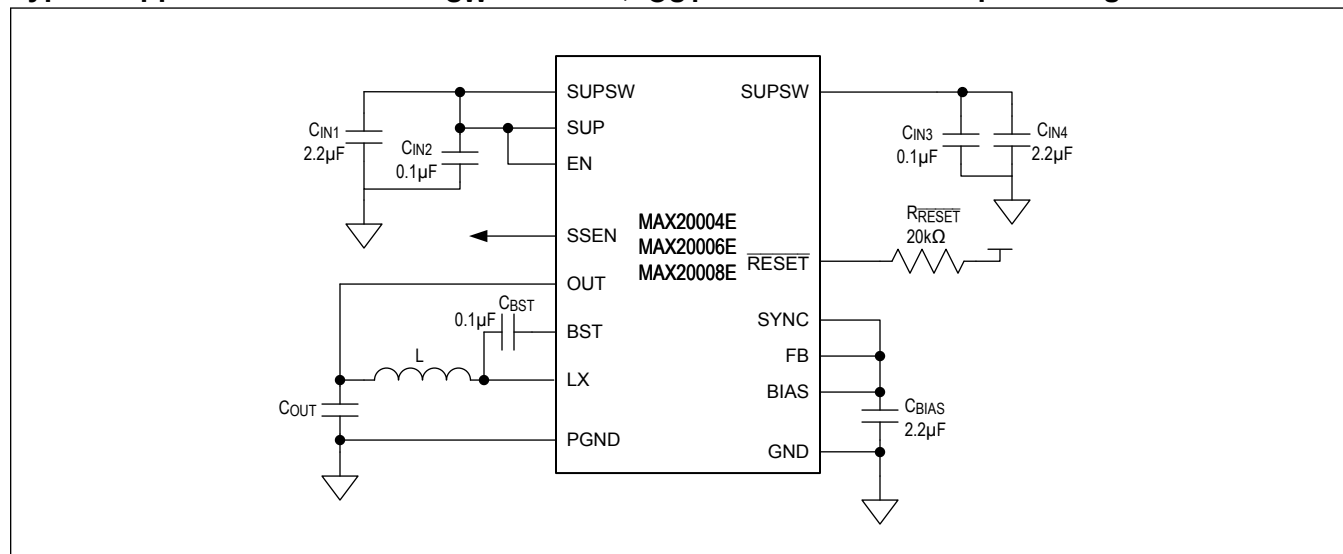 SUPSW
SUP
EN
SSEN
OUT
BST
LX
PGND
SUPSW
RESET
SYNC
FB
BIAS
GND
MAX20004E
MAX20006E
MAX20008E
CIN1
2.2µF
CIN2
0.1µF
CBST
0.1µF
L
COUT
CIN3
0.1µF
CIN4
2.2µF
RRESET
20kΩ
CBIAS
2.2µF